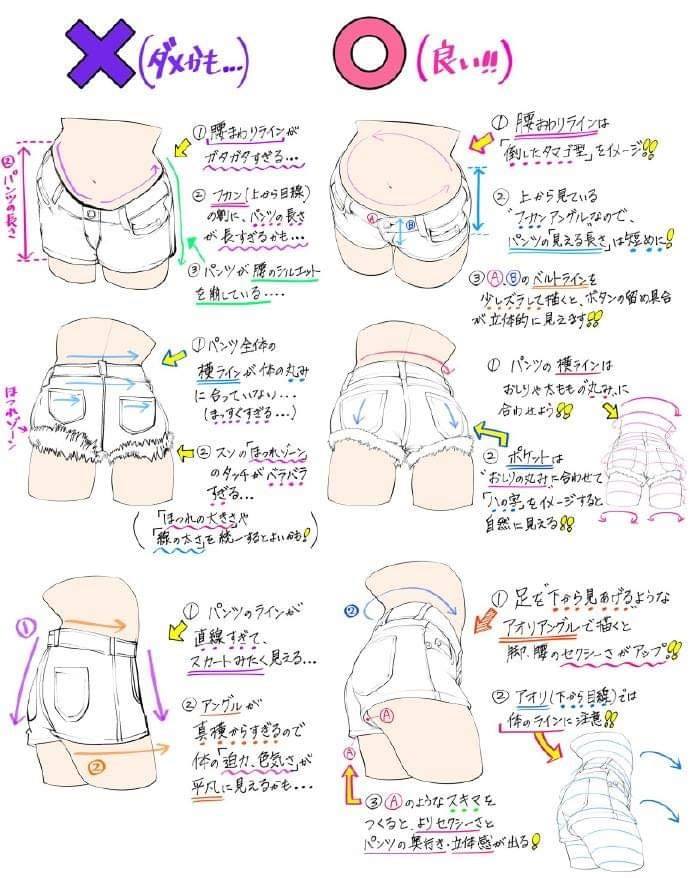 (ダメかも...)
(良い!!)
①腰まわりラインが
ガタガタすぎる...
②パンツの長さ
②フカン(上から目線)
の割に、パンツの長さ
が長すぎるかも...
③パンツが腰のシルエット
を崩している....
①腰まわりラインは
「倒したタマゴ型」をイメージ!!
②上から見ている
"フカンアングル"なので、
パンツの「見える長さ」は短めに!
Ⓐ Ⓑ
③Ⓐ、Ⓑのベルトラインを
少しズラして描くと、ボタンの留め具合
が立体的に見えます!!
①パンツ全体の
横ラインが体の丸み
に合っていない...
(まっすぐすぎる...)
ほつれゾーン
②スソの「ほつれゾーン」
のタッチがバラバラ
すぎる...
(「ほつれの大きさ」や
「線の太さ」を統一するとよいかも!)
①パンツの横ラインは
おしりや太ももの丸みに
合わせよう!!
②ポケットは
"おしりの丸み"に合わせて
「八の字」をイメージすると
自然に見える!!
①
①パンツのラインが
直線すぎて、
スカートみたく見える...
②アングルが
真横からすぎるので
体の「迫力、色気さ」が
平凡に見えるかも...
②
②
①足を"下から見あげる"ような
アオリアングルで描くと
脚、腰のセクシーさがアップ!!
②アオリ(下から目線)では
体のラインに注意!!
Ⓐ
Ⓐ
③Ⓐのようなスキマを
つくると、よりセクシーさと
パンツの奥行き・立体感が出る!